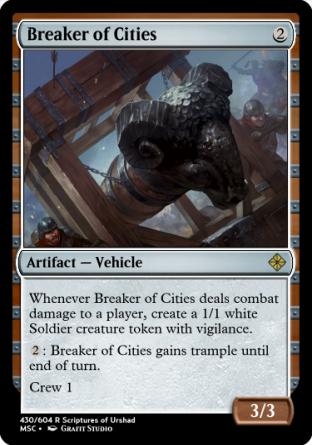 Breaker of Cities 2
Artifact — Vehicle
Whenever Breaker of Cities deals combat
damage to a player, create a 1/1 white
Soldier creature token with vigilance.
2 : Breaker of Cities gains trample until
end of turn.
Crew 1
3/3
430/604 R Scriptures of Urshad
MSC • Grafit Studio